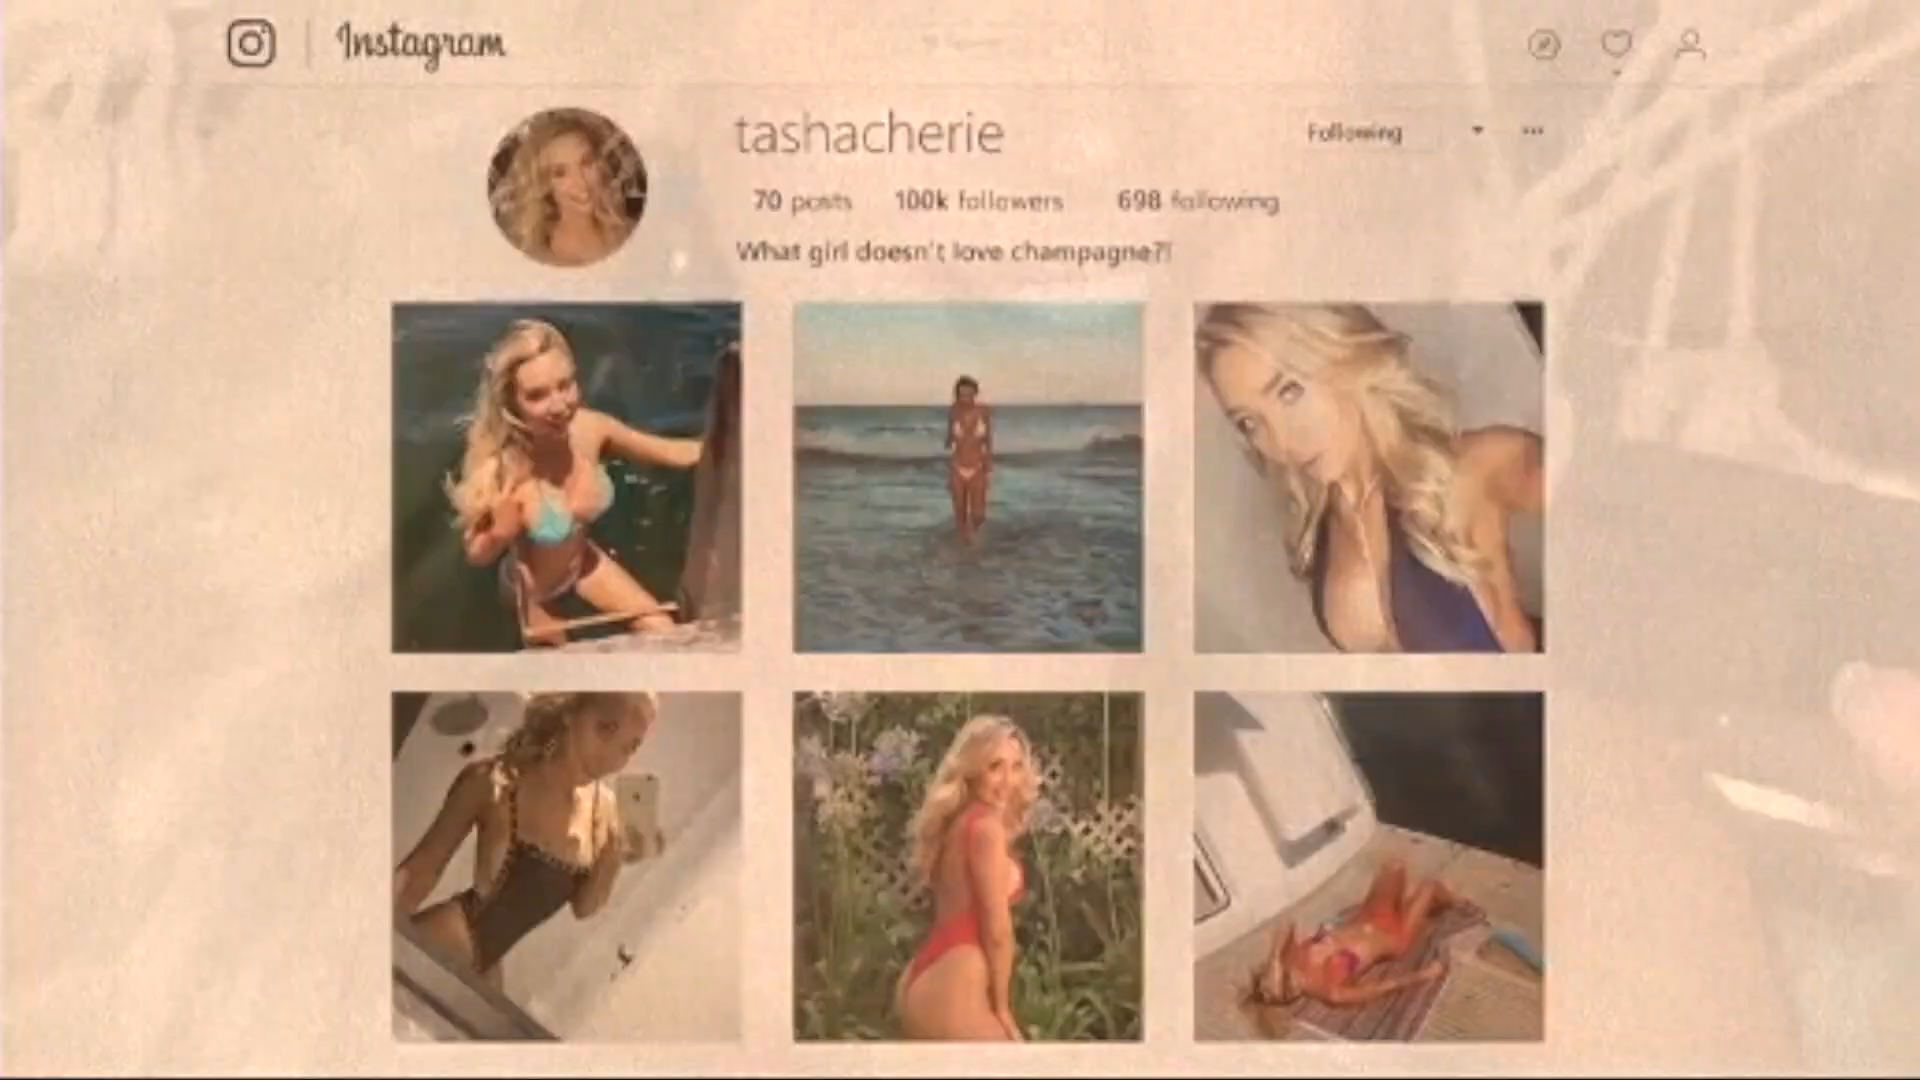 Instagram
tashacherie
Following
70 posts 100k followers 698 following
What girl doesn't love champagne?!